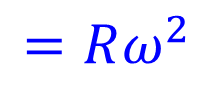 = Rω²